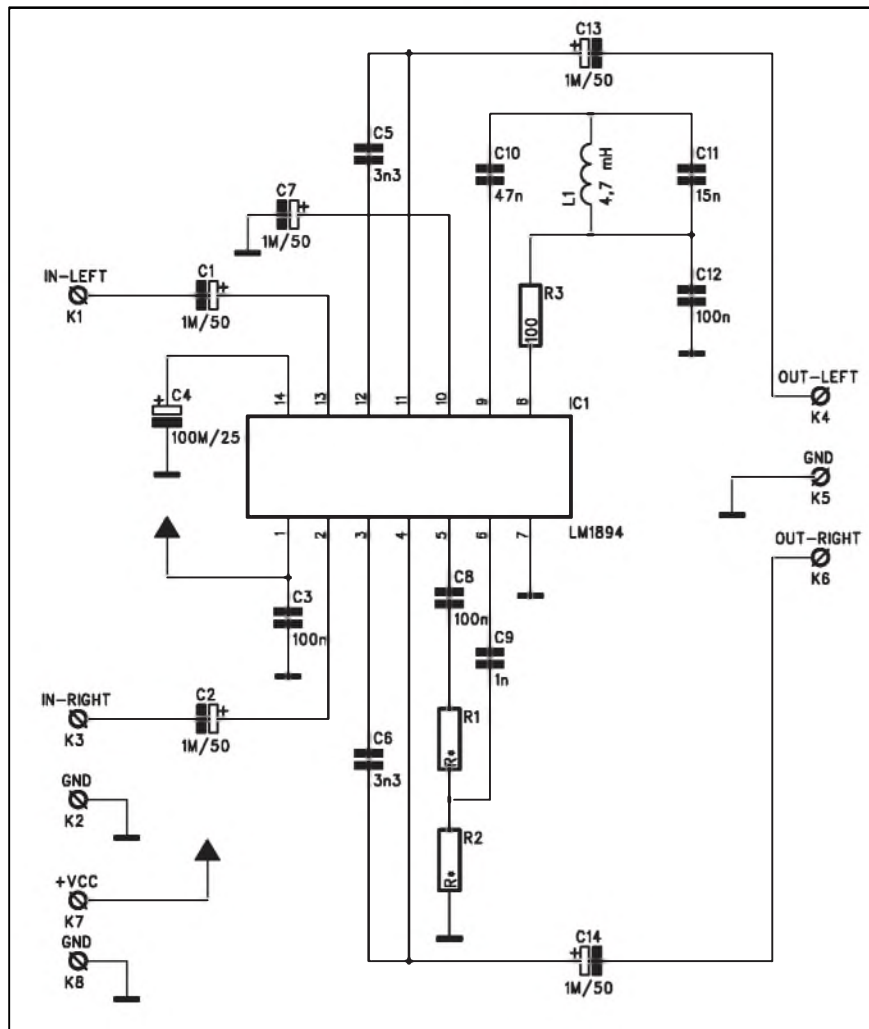 C13
1M/50
C5
3n3
C10
47n
L1
4,7 mH
C11
15n
C7
1M/50
IN-LEFT
K1
C1
1M/50
R3
100
C12
100n
C4
100M/25
14
13
12
11
10
9
8
IC1
OUT-LEFT
K4
GND
K5
LM1894
1
2
3
4
5
6
7
OUT-RIGHT
K6
C3
100n
C8
100n
C9
1n
IN-RIGHT
K3
C2
1M/50
C6
3n3
R1
R*
GND
K2
R2
R*
+VCC
K7
GND
K8
C14
1M/50